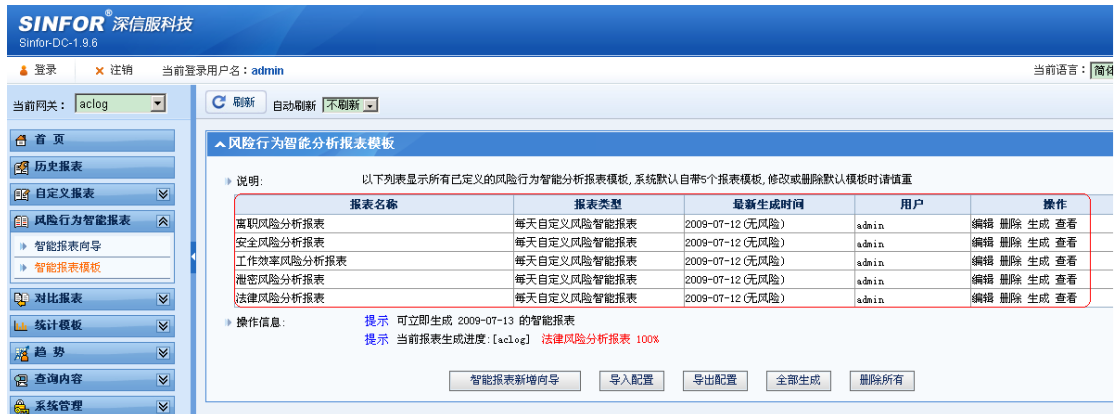 SINFOR® 深信服科技
Sinfor-DC-1.9.6
登录 注销 当前登录用户名：admin 当前语言：简体
当前网关： aclog 刷新 自动刷新 不刷新
首 页
历史报表
自定义报表
风险行为智能报表
智能报表向导
智能报表模板
对比报表
统计模板
趋 势
查询内容
系统管理
风险行为智能分析报表模板
说明: 以下列表显示所有已定义的风险行为智能分析报表模板,系统默认自带5个报表模板,修改或删除默认模板时请慎重
报表名称 报表类型 最新生成时间 用户 操作
离职风险分析报表 每天自定义风险智能报表 2009-07-12(无风险) admin 编辑 删除 生成 查看
安全风险分析报表 每天自定义风险智能报表 2009-07-12(无风险) admin 编辑 删除 生成 查看
工作效率风险分析报表 每天自定义风险智能报表 2009-07-12(无风险) admin 编辑 删除 生成 查看
泄密风险分析报表 每天自定义风险智能报表 2009-07-12(无风险) admin 编辑 删除 生成 查看
法律风险分析报表 每天自定义风险智能报表 2009-07-12(无风险) admin 编辑 删除 生成 查看
操作信息: 提示 可立即生成 2009-07-13 的智能报表
提示 当前报表生成进度:[aclog] 法律风险分析报表 100%
智能报表新增向导 导入配置 导出配置 全部生成 删除所有